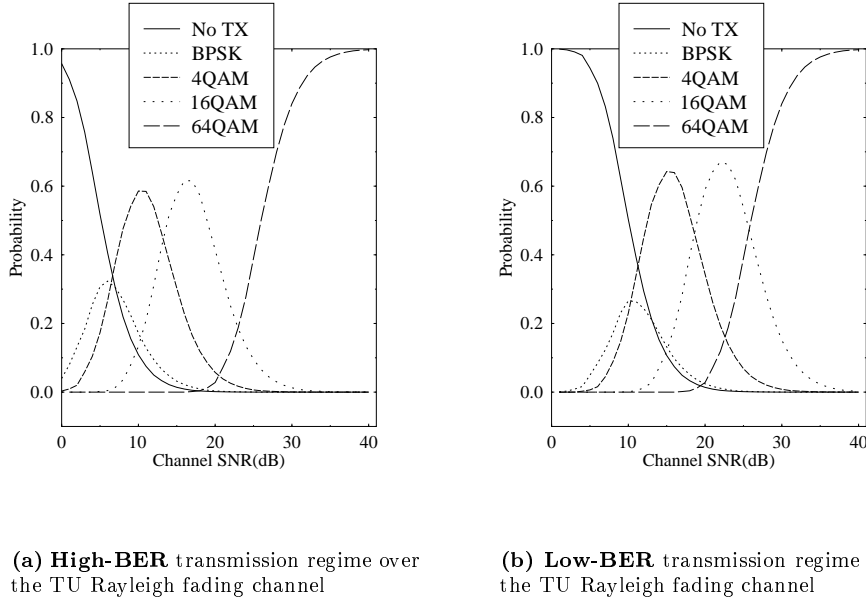 No TX
BPSK
4QAM
16QAM
64QAM
1.0
0.8
0.6
0.4
0.2
0.0
Probability
0
10
20
30
40
Channel SNR(dB)
No TX
BPSK
4QAM
16QAM
64QAM
1.0
0.8
0.6
0.4
0.2
0.0
Probability
0
10
20
30
40
Channel SNR(dB)
(a) High-BER transmission regime over
the TU Rayleigh fading channel
(b) Low-BER transmission regime
the TU Rayleigh fading channel